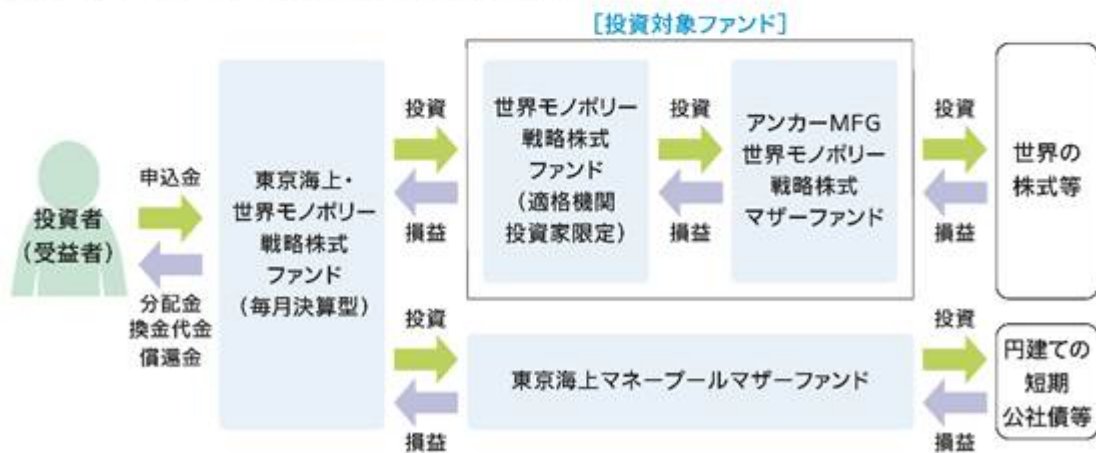 [投資対象ファンド]
投資者
(受益者)
申込金
分配金
換金代金
償還金
東京海上・
世界モノポリー
戦略株式
ファンド
(毎月決算型)
投資
損益
世界モノポリー
戦略株式
ファンド
(適格機関
投資家限定)
投資
損益
アンカーMFG
世界モノポリー
戦略株式
マザーファンド
投資
損益
世界の
株式等
投資
損益
東京海上マネープールマザーファンド
投資
損益
円建ての
短期
公社債等